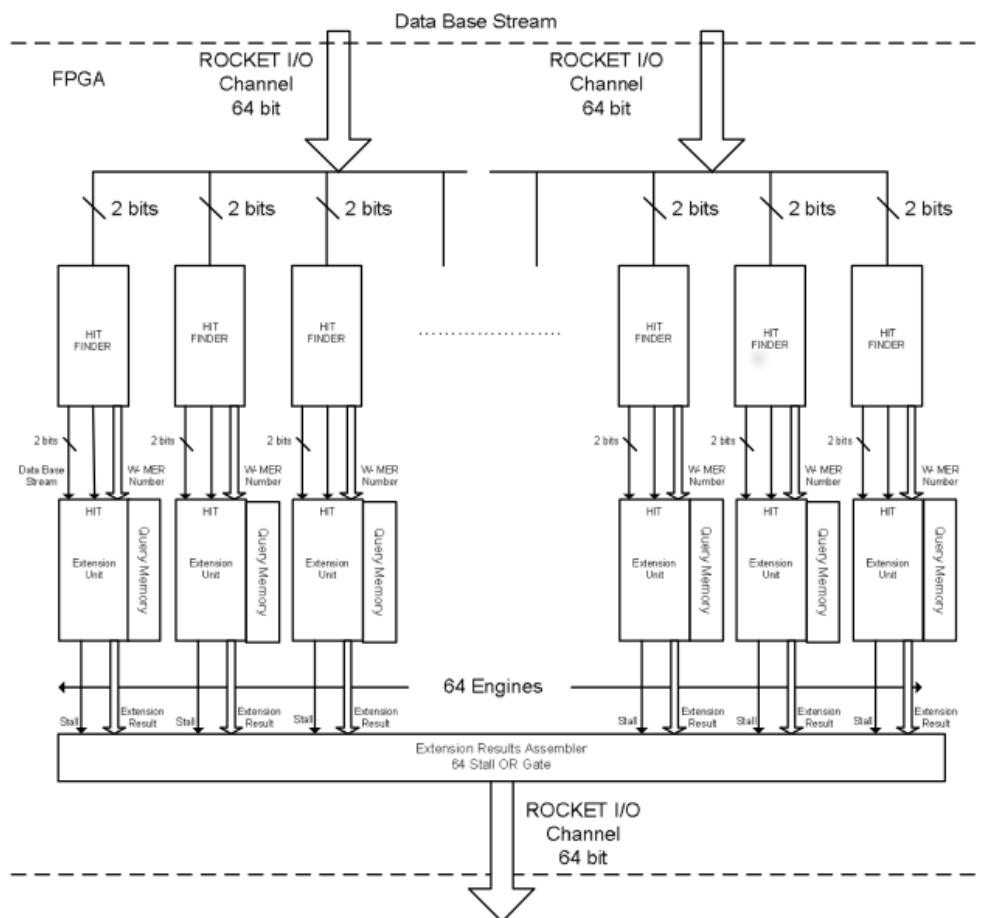 Data Base Stream
FPGA
ROCKET I/O
Channel
64 bit
ROCKET I/O
Channel
64 bit
2 bits
2 bits
2 bits
2 bits
2 bits
2 bits
HIT
FINDER
HIT
FINDER
HIT
FINDER
....................
HIT
FINDER
HIT
FINDER
HIT
FINDER
2 bits
2 bits
2 bits
2 bits
2 bits
2 bits
Data Base
Stream
W- MER
Number
W- MER
Number
W- MER
Number
W- MER
Number
W- MER
Number
W- MER
Number
HIT
Extension
Unit
Query Memory
HIT
Extension
Unit
Query Memory
HIT
Extension
Unit
Query Memory
HIT
Extension
Unit
Query Memory
HIT
Extension
Unit
Query Memory
HIT
Extension
Unit
Query Memory
64 Engines
Stall
Extension
Result
Stall
Extension
Result
Stall
Extension
Result
Stall
Extension
Result
Stall
Extension
Result
Stall
Extension
Result
Extension Results Assembler
64 Stall OR Gate
ROCKET I/O
Channel
64 bit